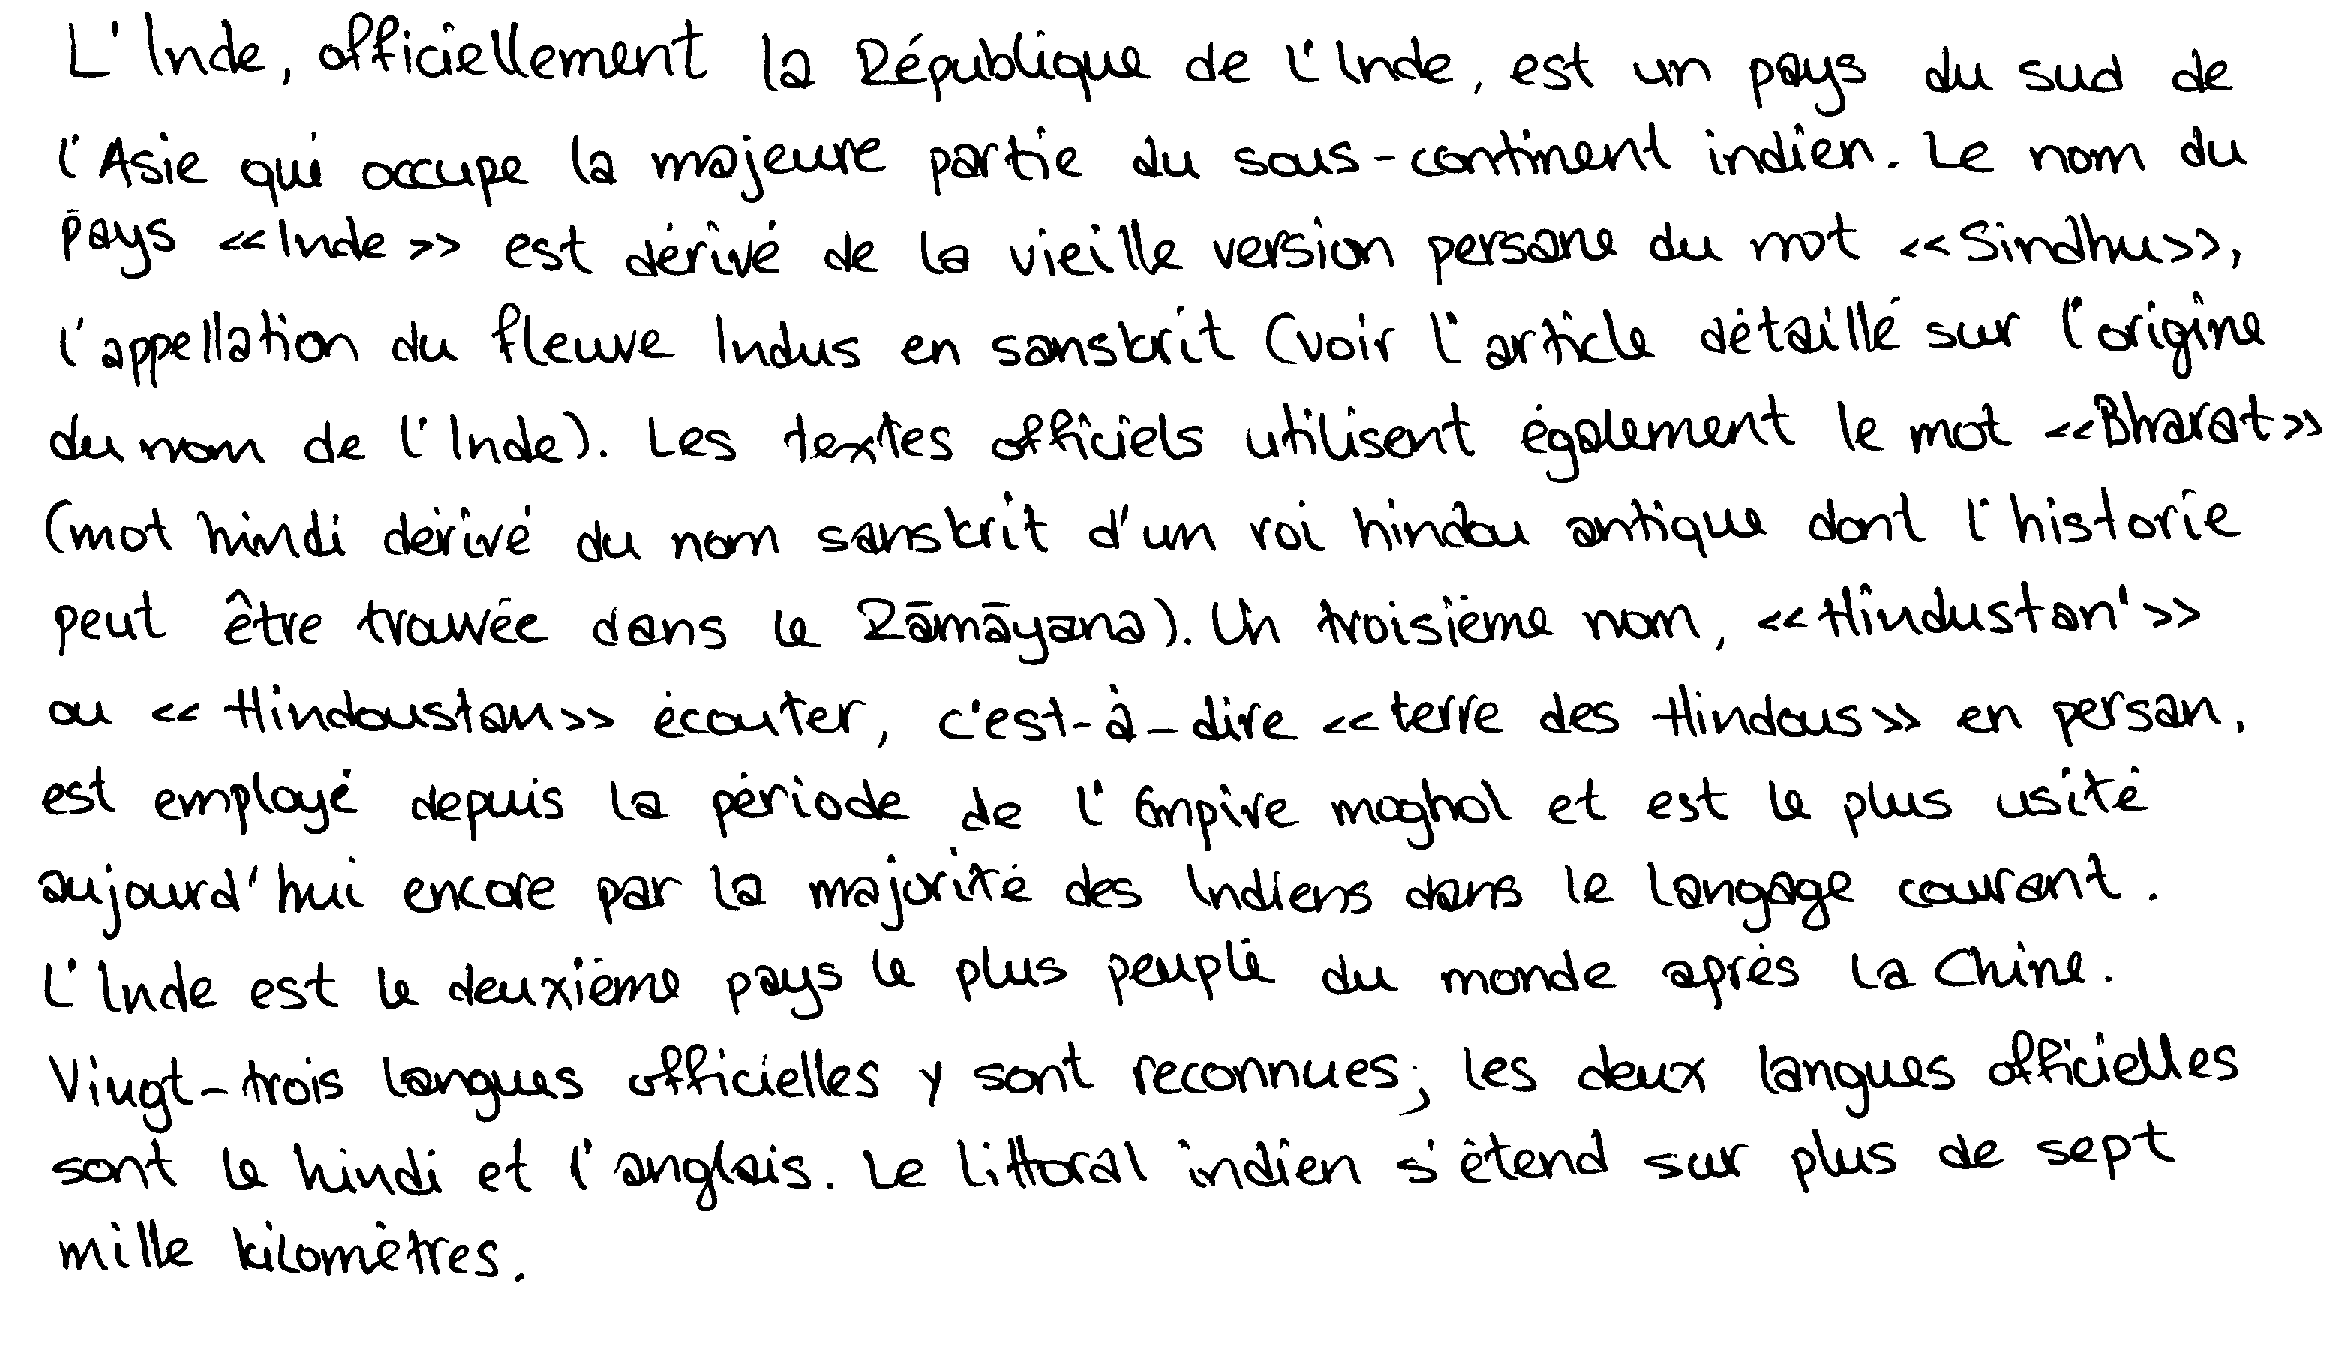 L'Inde, officiellement la République de l'Inde, est un pays du sud de
l'Asie qui occupe la majeure partie du sous-continent indien. Le nom du
pays «Inde» est dérivé de la vieille version persane du mot «Sindhu»,
l'appellation du fleuve Indus en sanskrit (voir l'article détaillé sur l'origine
du nom de l'Inde). Les textes officiels utilisent également le mot «Bharat»
(mot hindi dérivé du nom sanskrit d'un roi hindou antique dont l'historie
peut être trouvée dans le Rāmāyana). Un troisième nom, «Hindustan'»
ou «Hindoustan» écouter, c'est-à-dire «terre des Hindous» en persan,
est employé depuis la période de l'Empire moghol et est le plus usité
aujourd'hui encore par la majorité des Indiens dans le langage courant.
L'Inde est le deuxième pays le plus peuplé du monde après la Chine.
Vingt-trois langues officielles y sont reconnues; les deux langues officielles
sont le hindi et l'anglais. Le littoral indien s'étend sur plus de sept
mille kilomètres.